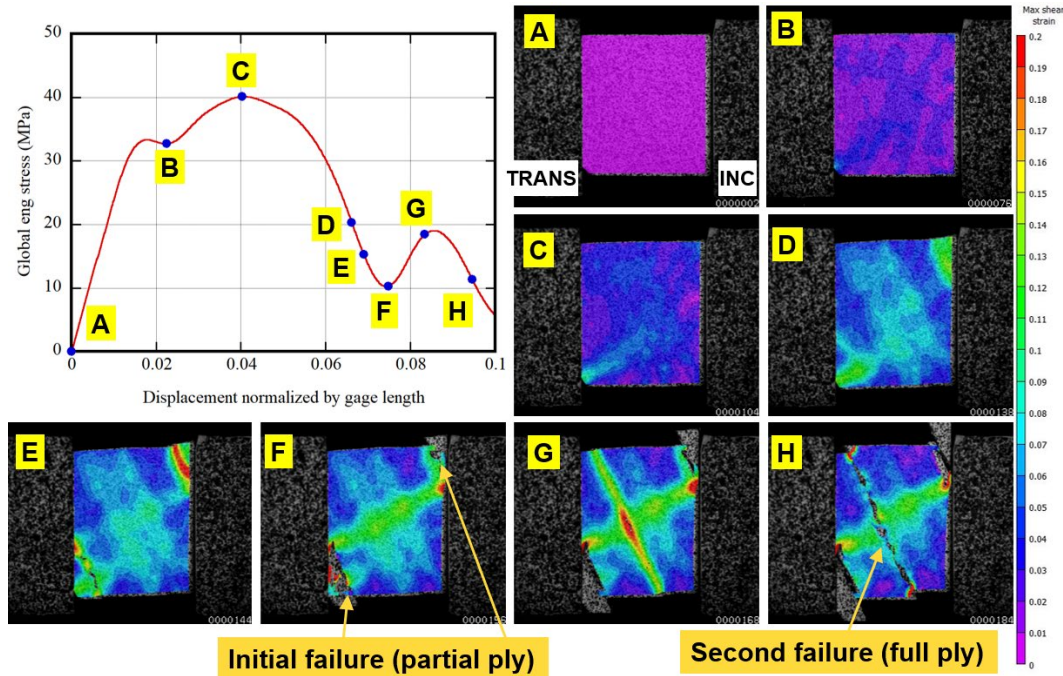 50
40
30
20
10
0
Global eng stress (MPa)
A
B
C
D
E
F
G
H
0
0.02
0.04
0.06
0.08
0.1
Displacement normalized by gage length
A
TRANS
INC
0000002
B
0000076
C
0000104
D
0000138
E
0000144
F
0000156
G
0000168
H
0000184
Initial failure (partial ply)
Second failure (full ply)
Max shear
strain
0.2
0.19
0.18
0.17
0.16
0.15
0.14
0.13
0.12
0.11
0.1
0.09
0.08
0.07
0.06
0.05
0.04
0.03
0.02
0.01
0